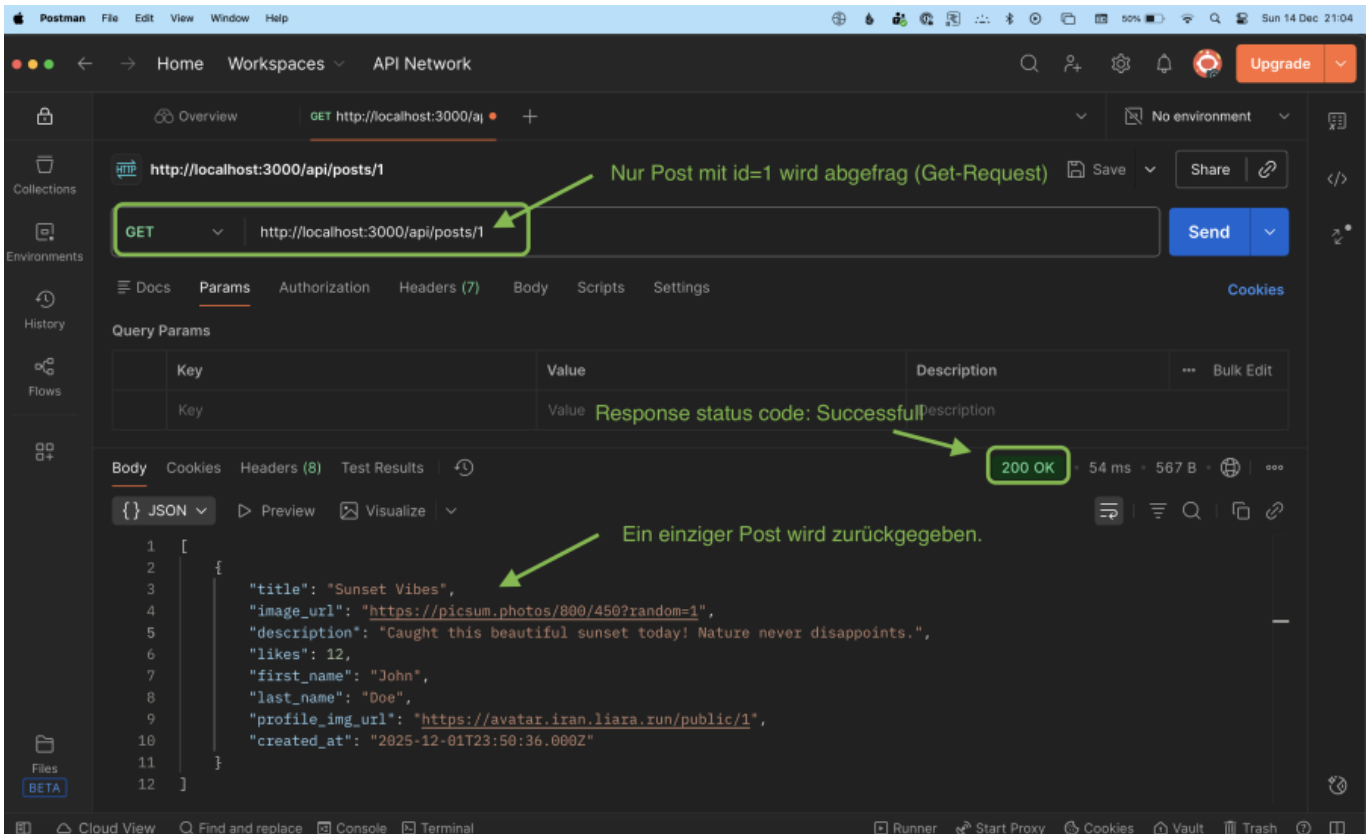 Postman File Edit View Window Help 50% Sun 14 Dec 21:04
Home Workspaces API Network Upgrade
Overview GET http://localhost:3000/a No environment
HTTP http://localhost:3000/api/posts/1 Nur Post mit id=1 wird abgefrag (Get-Request) Save Share
Collections
GET http://localhost:3000/api/posts/1 Send
Environments
Docs Params Authorization Headers (7) Body Scripts Settings Cookies
History
Query Params
Key Value Description Bulk Edit
Flows
Key Value Response status code: Successfull Description
Body Cookies Headers (8) Test Results 200 OK 54 ms 567 B
{} JSON Preview Visualize
Ein einziger Post wird zurückgegeben.
1 [
2 {
3 "title": "Sunset Vibes",
4 "image_url": "https://picsum.photos/800/450?random=1",
5 "description": "Caught this beautiful sunset today! Nature never disappoints.",
6 "likes": 12,
7 "first_name": "John",
8 "last_name": "Doe",
9 "profile_img_url": "https://avatar.iran.liara.run/public/1",
10 "created_at": "2025-12-01T23:50:36.000Z"
11 }
12 ]
Files
BETA
Cloud View Find and replace Console Terminal Runner Start Proxy Cookies Vault Trash